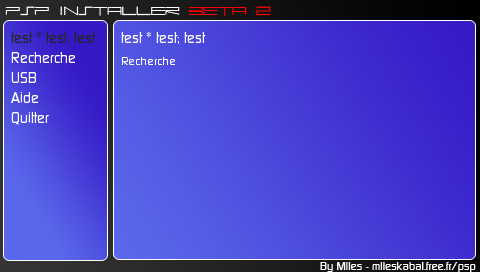 PSP INSTALLER BETA 2
test * test; test
Recherche
USB
Aide
Quitter
test * test; test
Recherche
By Miles - mileskabal.free.fr/psp